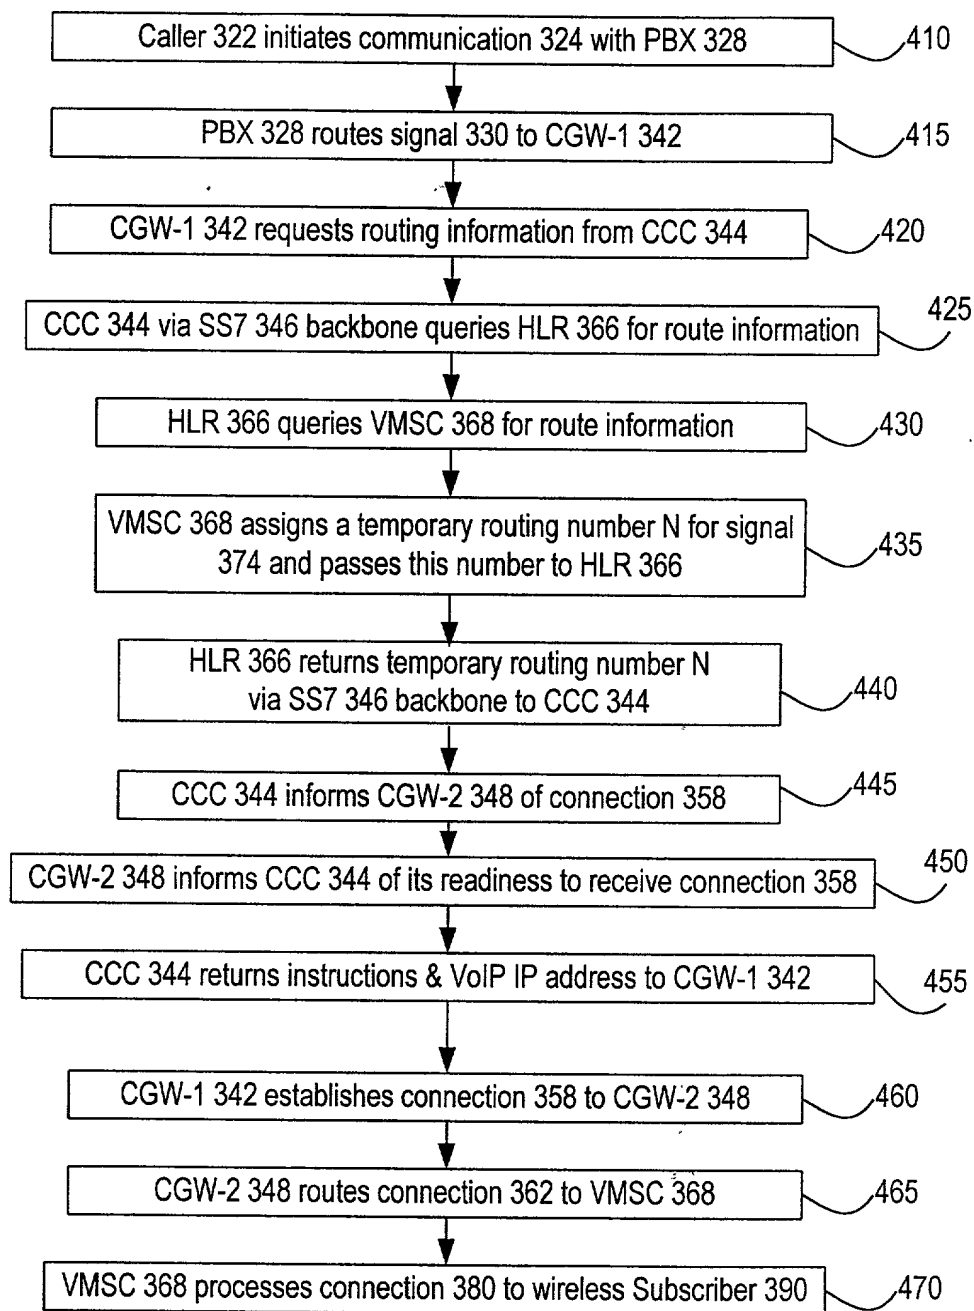 Caller 322 initiates communication 324 with PBX 328
410
PBX 328 routes signal 330 to CGW-1 342
415
CGW-1 342 requests routing information from CCC 344
420
CCC 344 via SS7 346 backbone queries HLR 366 for route information
425
HLR 366 queries VMSC 368 for route information
430
VMSC 368 assigns a temporary routing number N for signal
374 and passes this number to HLR 366
435
HLR 366 returns temporary routing number N
via SS7 346 backbone to CCC 344
440
CCC 344 informs CGW-2 348 of connection 358
445
CGW-2 348 informs CCC 344 of its readiness to receive connection 358
450
CCC 344 returns instructions & VoIP IP address to CGW-1 342
455
CGW-1 342 establishes connection 358 to CGW-2 348
460
CGW-2 348 routes connection 362 to VMSC 368
465
VMSC 368 processes connection 380 to wireless Subscriber 390
470